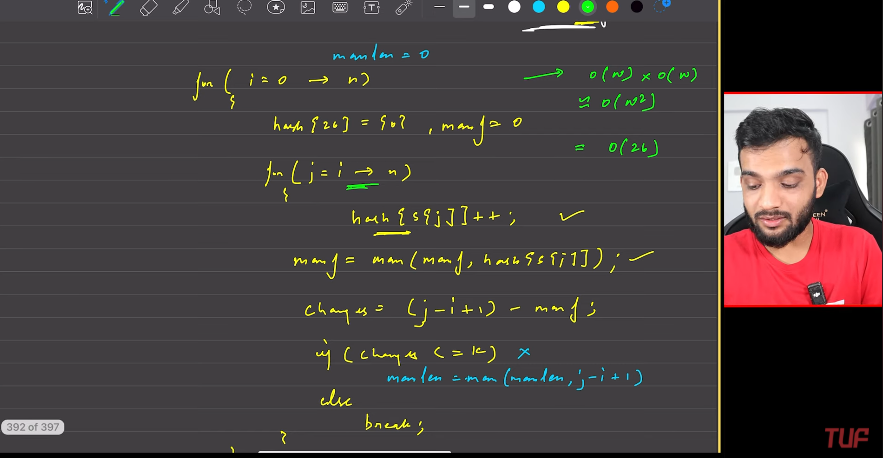 maxlen = 0
for ( i = 0 → n)
{
hash[26] = {0} , maxf = 0
for ( j = i → n)
{
hash[s[j]]++;
maxf = max(maxf, hash[s[j]]);
changes = (j-i+1) - maxf;
if (changes <= k)
maxlen = max(maxlen, j-i+1)
else
break;
}
→ O(N) x O(N)
≈ O(N²)
= O(26)
392 of 397
TUF